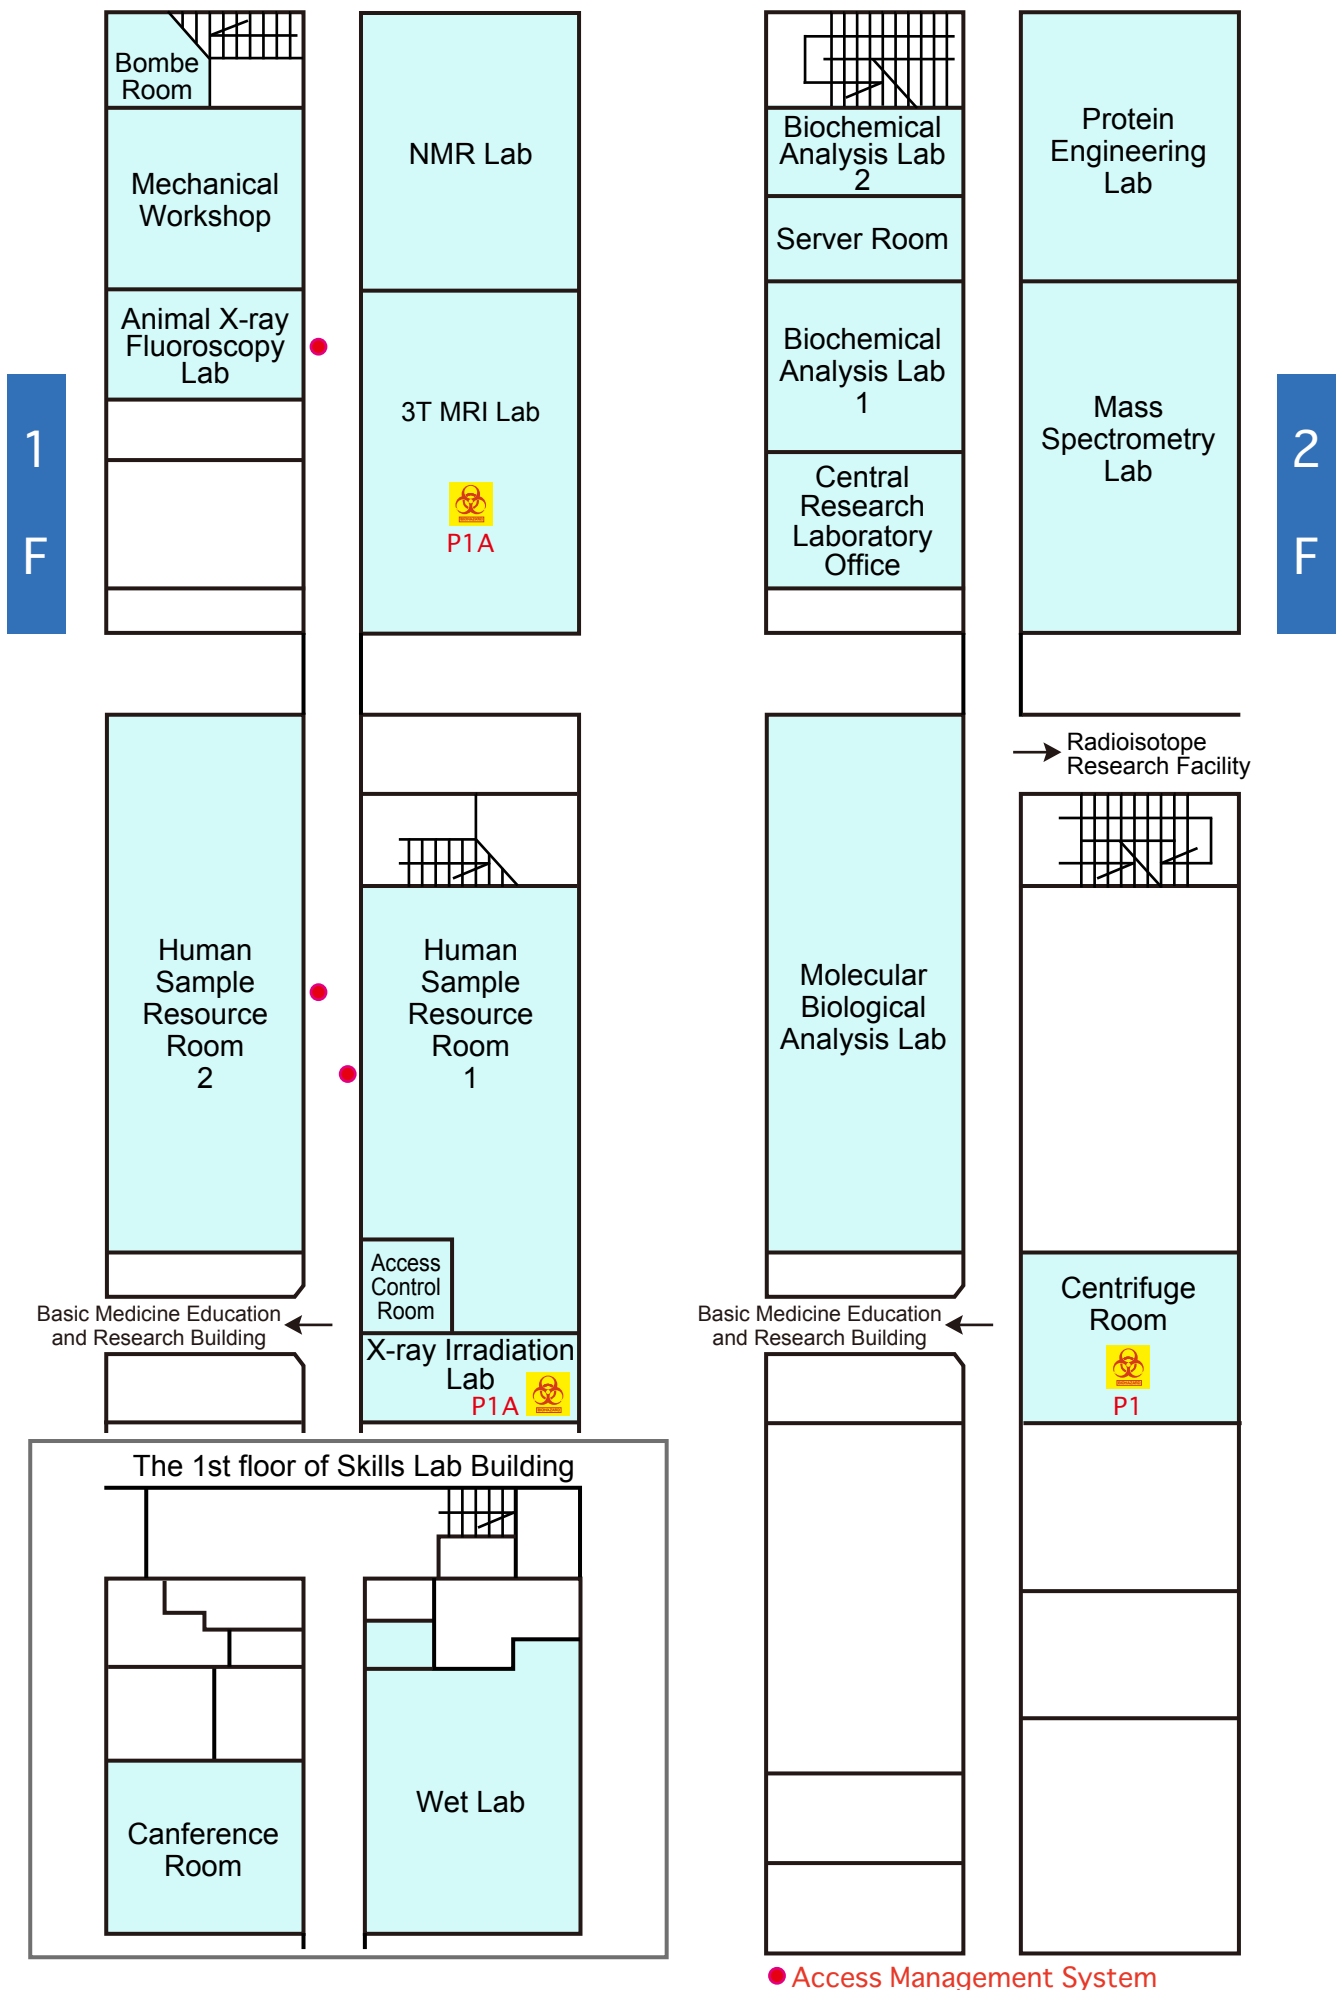 1
F
Bombe
Room
Mechanical
Workshop
Animal X-ray
Fluoroscopy
Lab
NMR Lab
3T MRI Lab
P1A
Human
Sample
Resource
Room
2
Human
Sample
Resource
Room
1
Access
Control
Room
Basic Medicine Education
and Research Building
X-ray Irradiation
Lab
P1A
The 1st floor of Skills Lab Building
Canference
Room
Wet Lab
2
F
Biochemical
Analysis Lab
2
Server Room
Biochemical
Analysis Lab
1
Central
Research
Laboratory
Office
Protein
Engineering
Lab
Mass
Spectrometry
Lab
Radioisotope
Research Facility
Molecular
Biological
Analysis Lab
Basic Medicine Education
and Research Building
Centrifuge
Room
P1
Access Management System